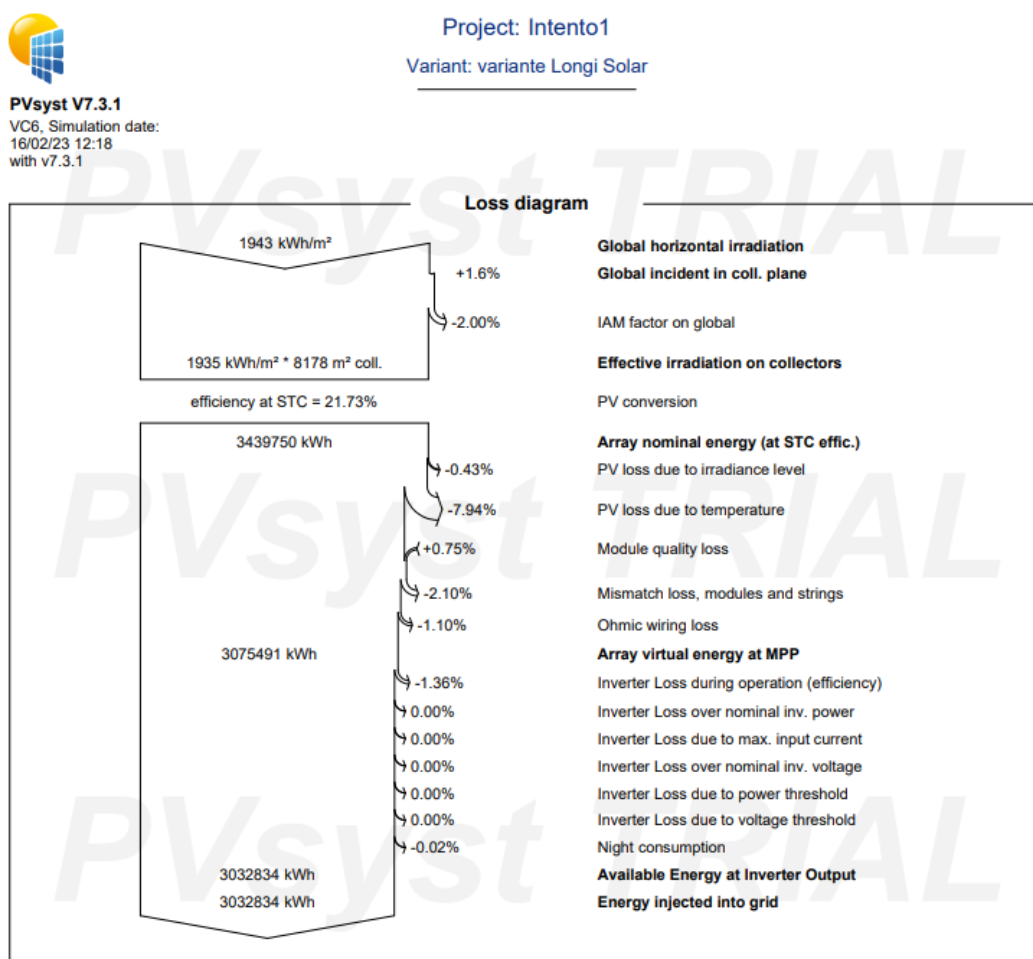 Project: Intento1
Variant: variante Longi Solar
PVsyst V7.3.1
VC6, Simulation date:
16/02/23 12:18
with v7.3.1
PVsyst TRIAL
Loss diagram
1943 kWh/m² Global horizontal irradiation
+1.6% Global incident in coll. plane
-2.00% IAM factor on global
1935 kWh/m² * 8178 m² coll. Effective irradiation on collectors
efficiency at STC = 21.73% PV conversion
3439750 kWh Array nominal energy (at STC effic.)
-0.43% PV loss due to irradiance level
-7.94% PV loss due to temperature
PVsyst TRIAL
+0.75% Module quality loss
-2.10% Mismatch loss, modules and strings
-1.10% Ohmic wiring loss
3075491 kWh Array virtual energy at MPP
-1.36% Inverter Loss during operation (efficiency)
0.00% Inverter Loss over nominal inv. power
0.00% Inverter Loss due to max. input current
0.00% Inverter Loss over nominal inv. voltage
0.00% Inverter Loss due to power threshold
0.00% Inverter Loss due to voltage threshold
PVsyst TRIAL
-0.02% Night consumption
3032834 kWh Available Energy at Inverter Output
3032834 kWh Energy injected into grid